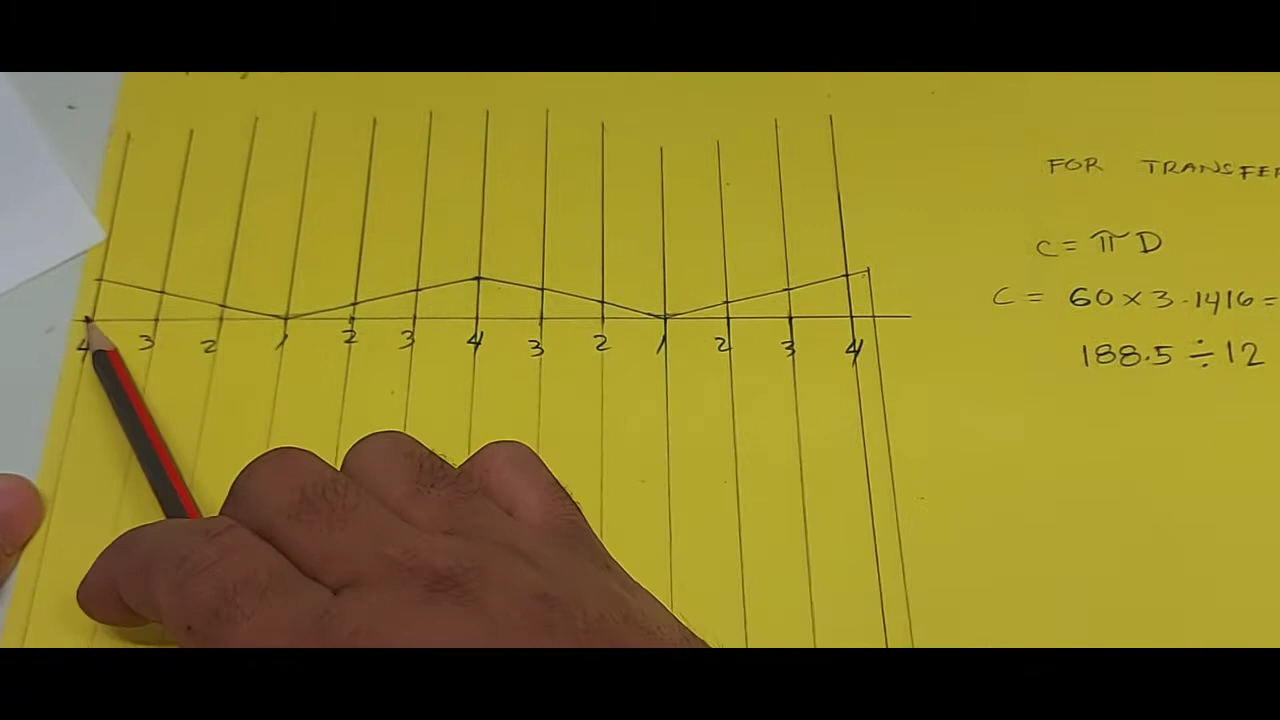 FOR TRANSFER
C = π D
C = 60 × 3.1416 =
188.5 ÷ 12
4 3 2 1 2 3 4 3 2 1 2 3 4